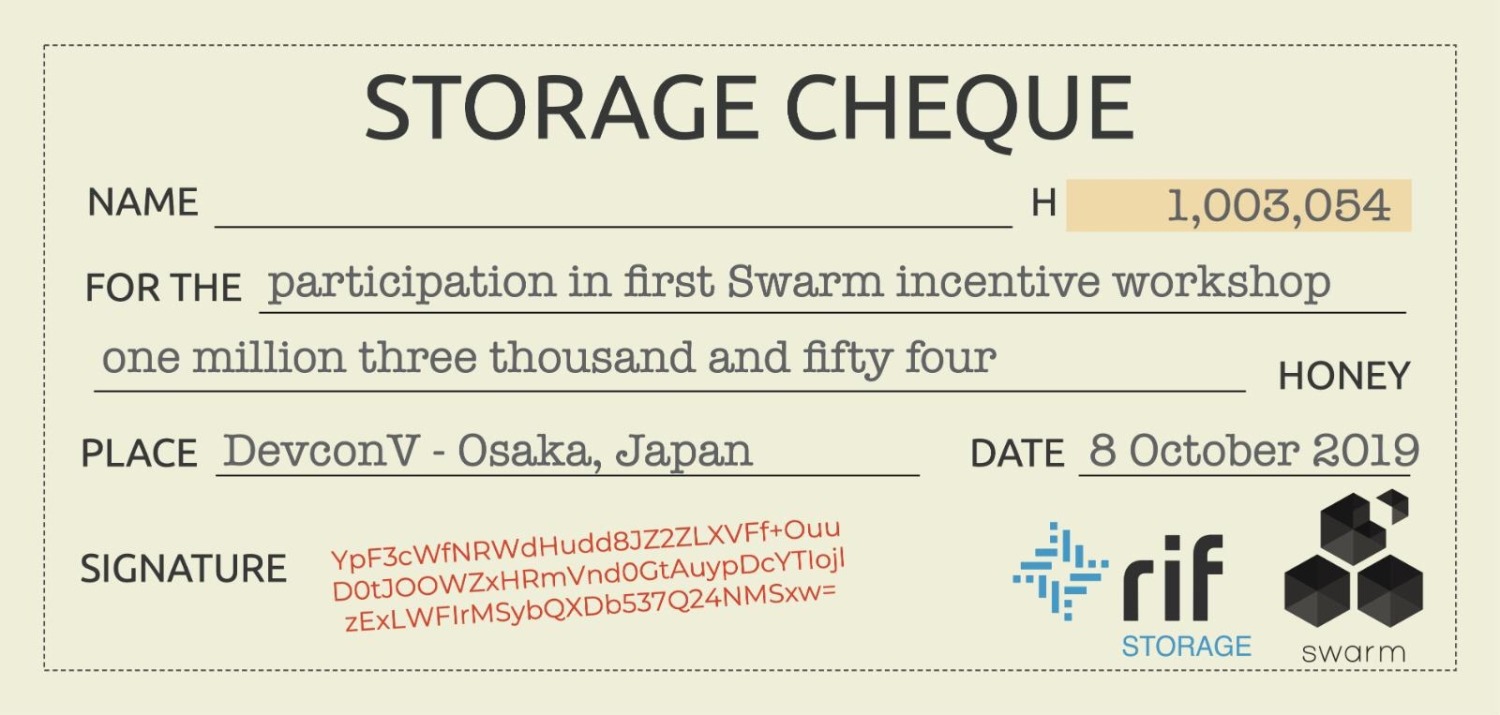 STORAGE CHEQUE
NAME H 1,003,054
FOR THE participation in first Swarm incentive workshop
one million three thousand and fifty four HONEY
PLACE DevconV - Osaka, Japan DATE 8 October 2019
SIGNATURE YpF3cWfNRWdHudd8JZ2ZLXVFf+Ouu
D0tJOOWZxHRmVnd0GtAuypDcYTIojl
zExLWFIrMSybQXDb537Q24NMSxw=
rif
STORAGE
swarm